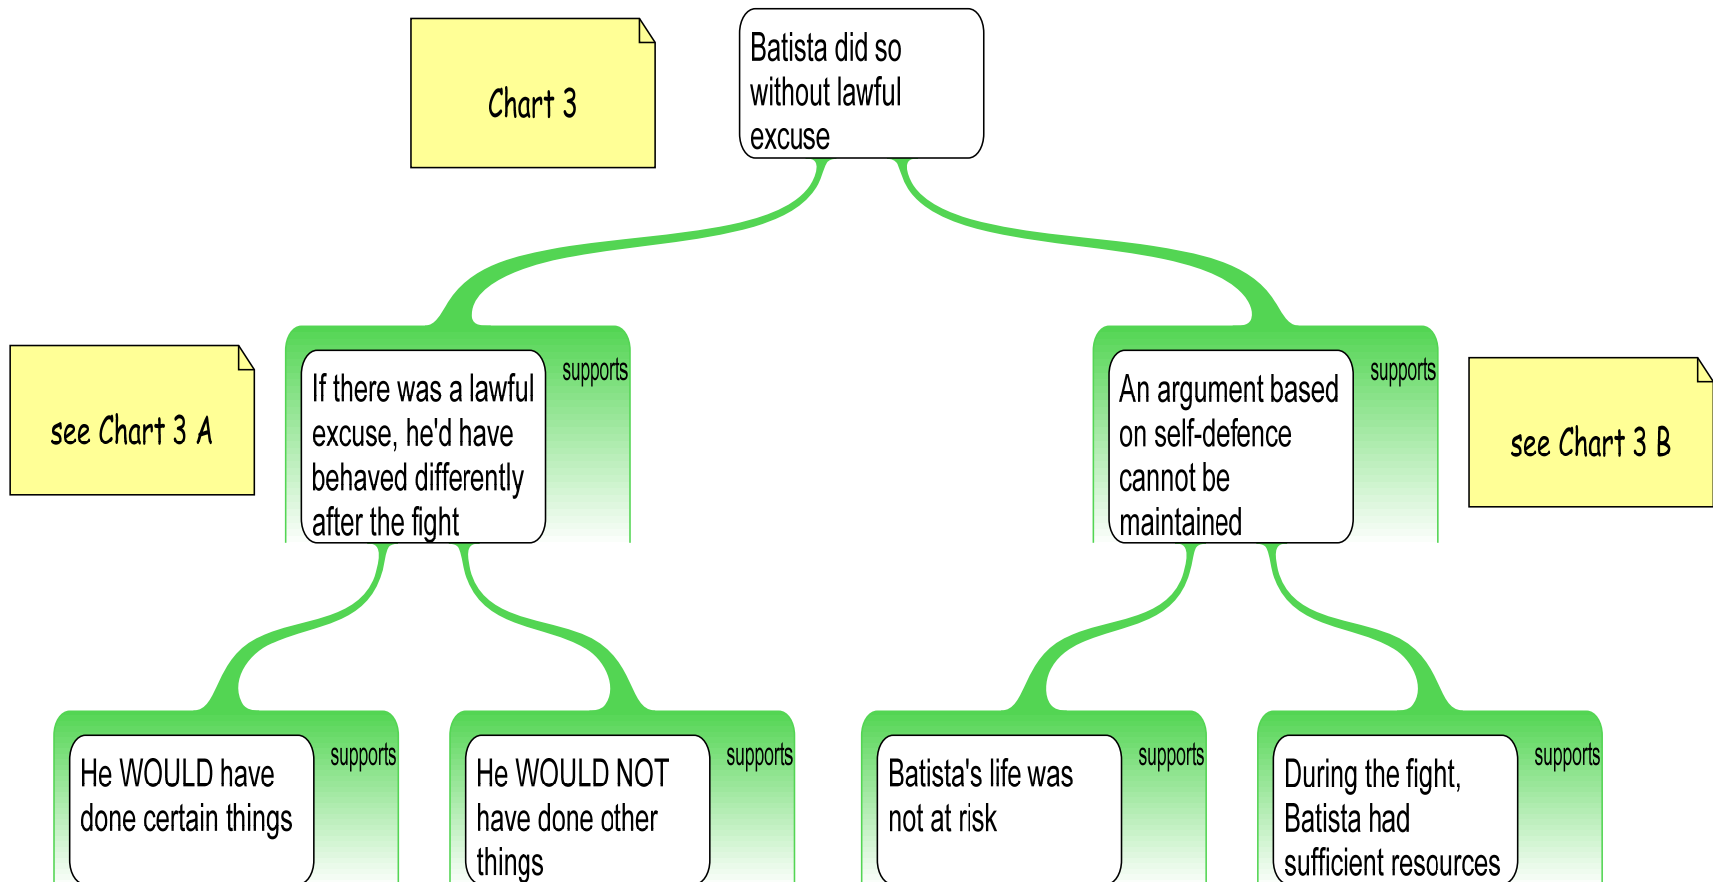 Chart 3
Batista did so
without lawful
excuse
see Chart 3 A
If there was a lawful
excuse, he'd have
behaved differently
after the fight
supports
An argument based
on self-defence
cannot be
maintained
supports
see Chart 3 B
He WOULD have
done certain things
supports
He WOULD NOT
have done other
things
supports
Batista's life was
not at risk
supports
During the fight,
Batista had
sufficient resources
supports